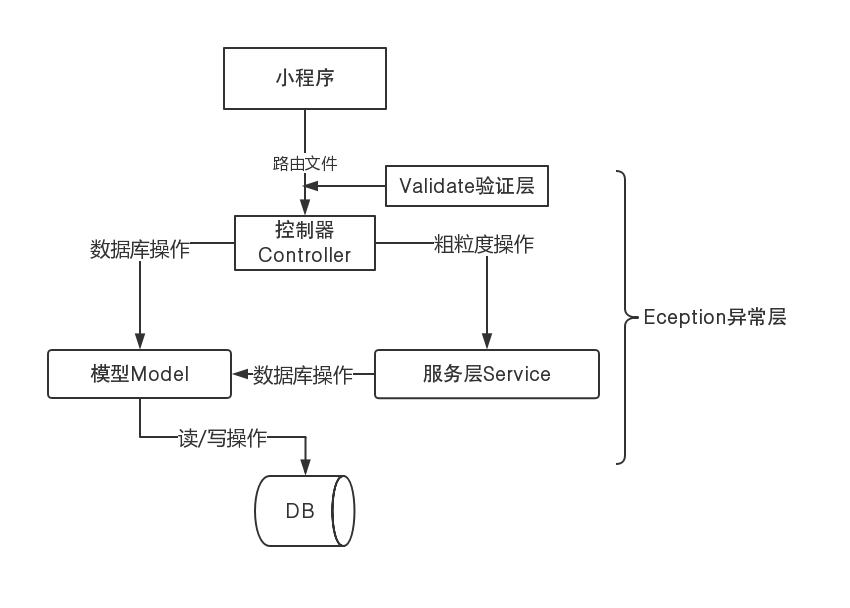 小程序
路由文件
Validate验证层
控制器
Controller
数据库操作
粗粒度操作
Eception异常层
模型Model
数据库操作
服务层Service
读/写操作
DB